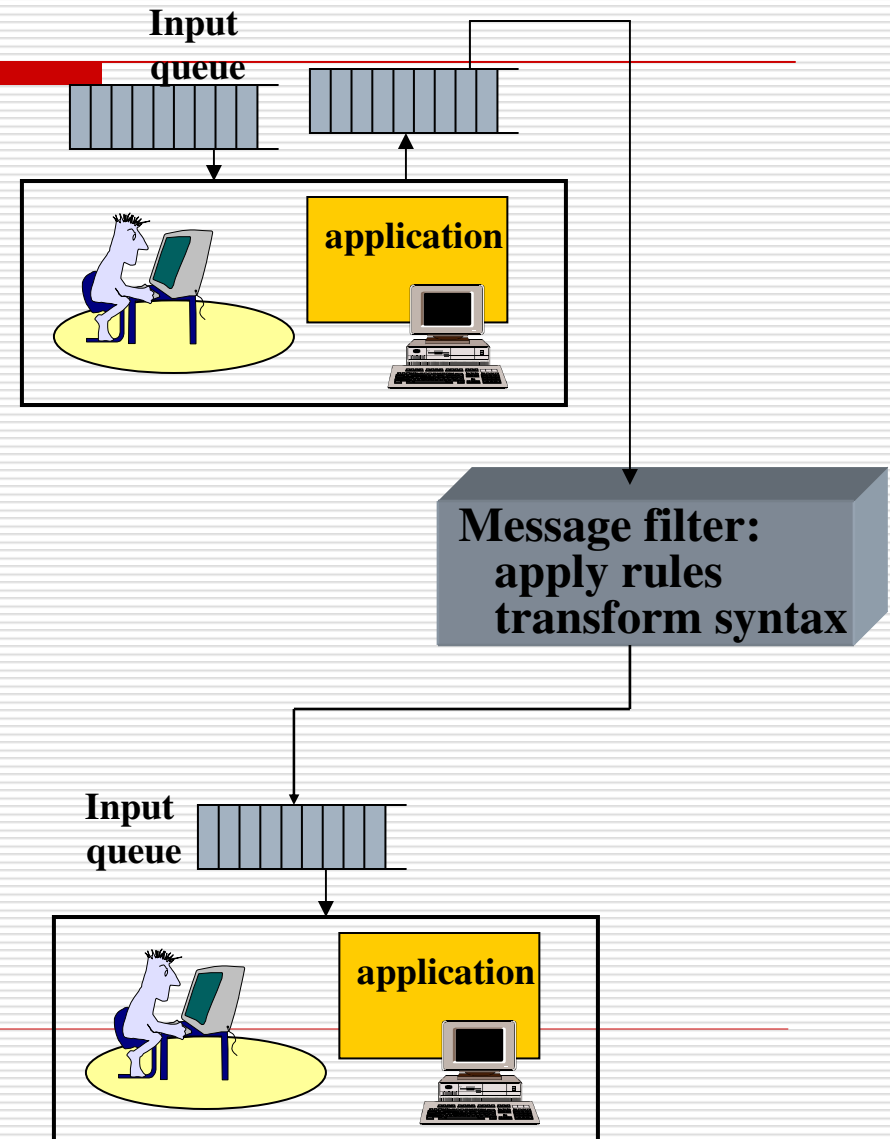 Input
queue
application
Message filter:
apply rules
transform syntax
Input
queue
application